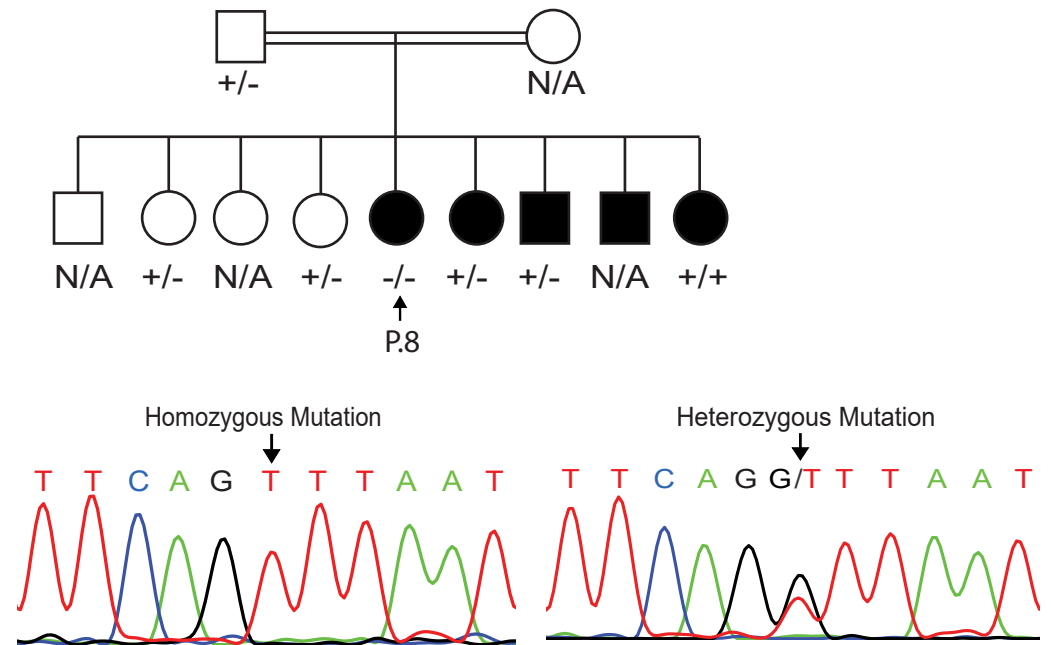 +/- N/A
N/A +/- N/A +/- -/- +/- +/- N/A +/+
P.8
Homozygous Mutation Heterozygous Mutation
T T C A G T T T A A T T T C A G G/T T T A A T